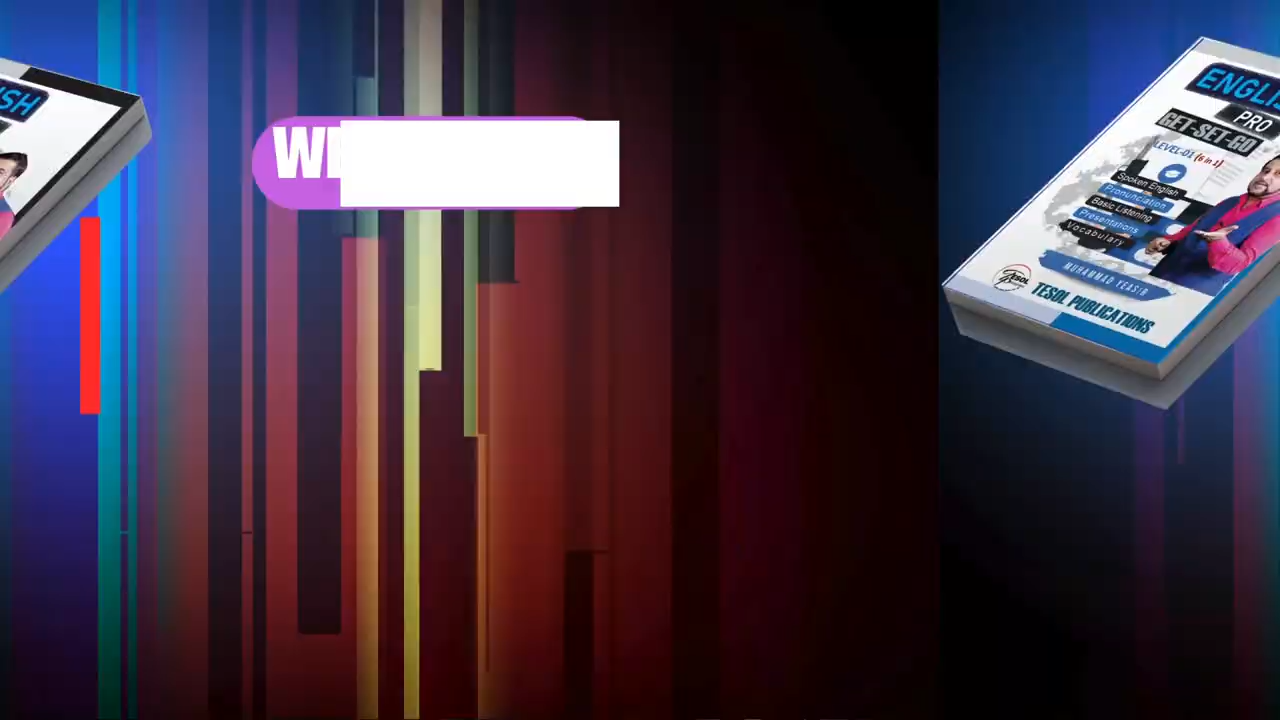 ENGLI
PRO
GET-SET-GO
LEVEL-01 (6 in 1)
Spoken English
Pronunciation
Basic Listening
Presentations
Vocabulary
MUHAMMAD YEASIR
TESOL
TESOL PUBLICATIONS
SH